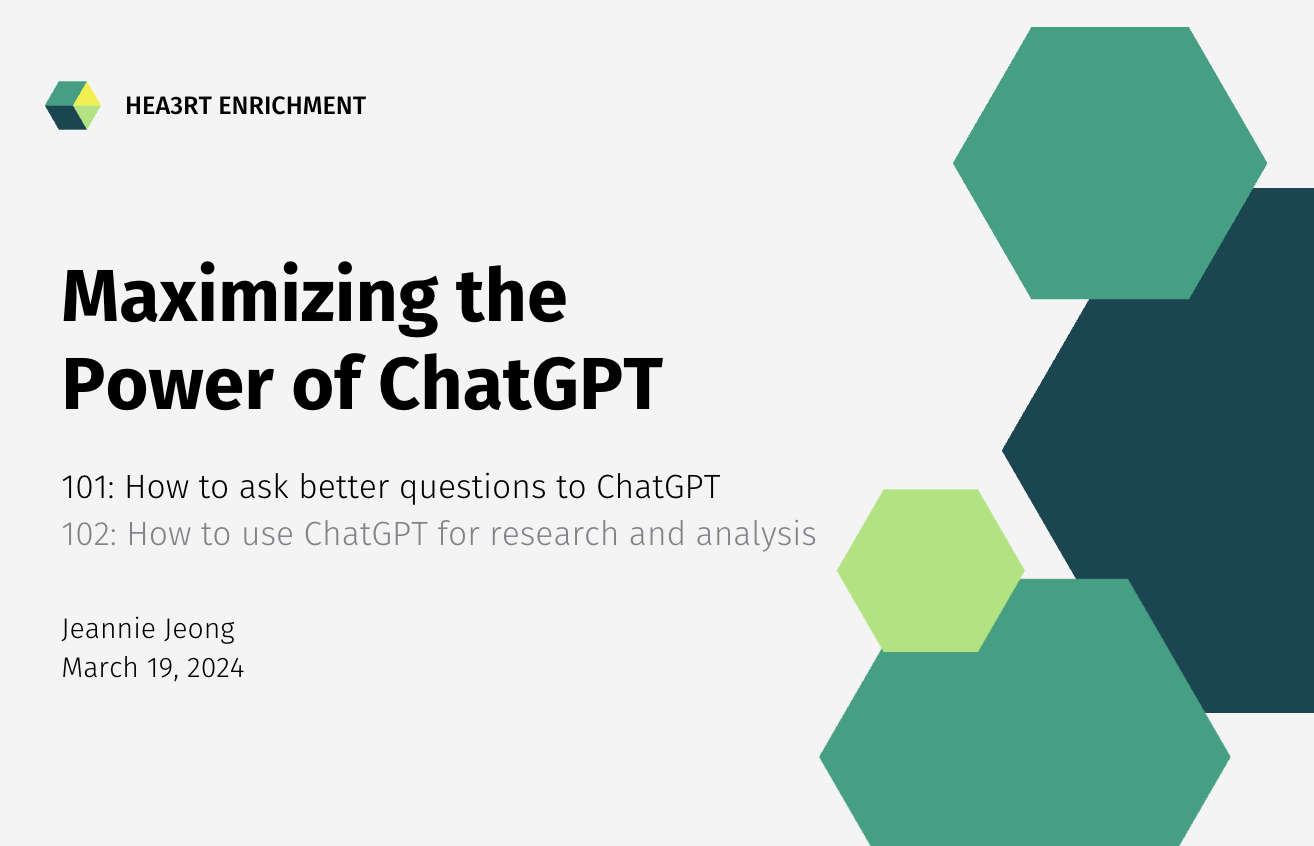 HEA3RT ENRICHMENT
Maximizing the
Power of ChatGPT
101: How to ask better questions to ChatGPT
102: How to use ChatGPT for research and analysis
Jeannie Jeong
March 19, 2024